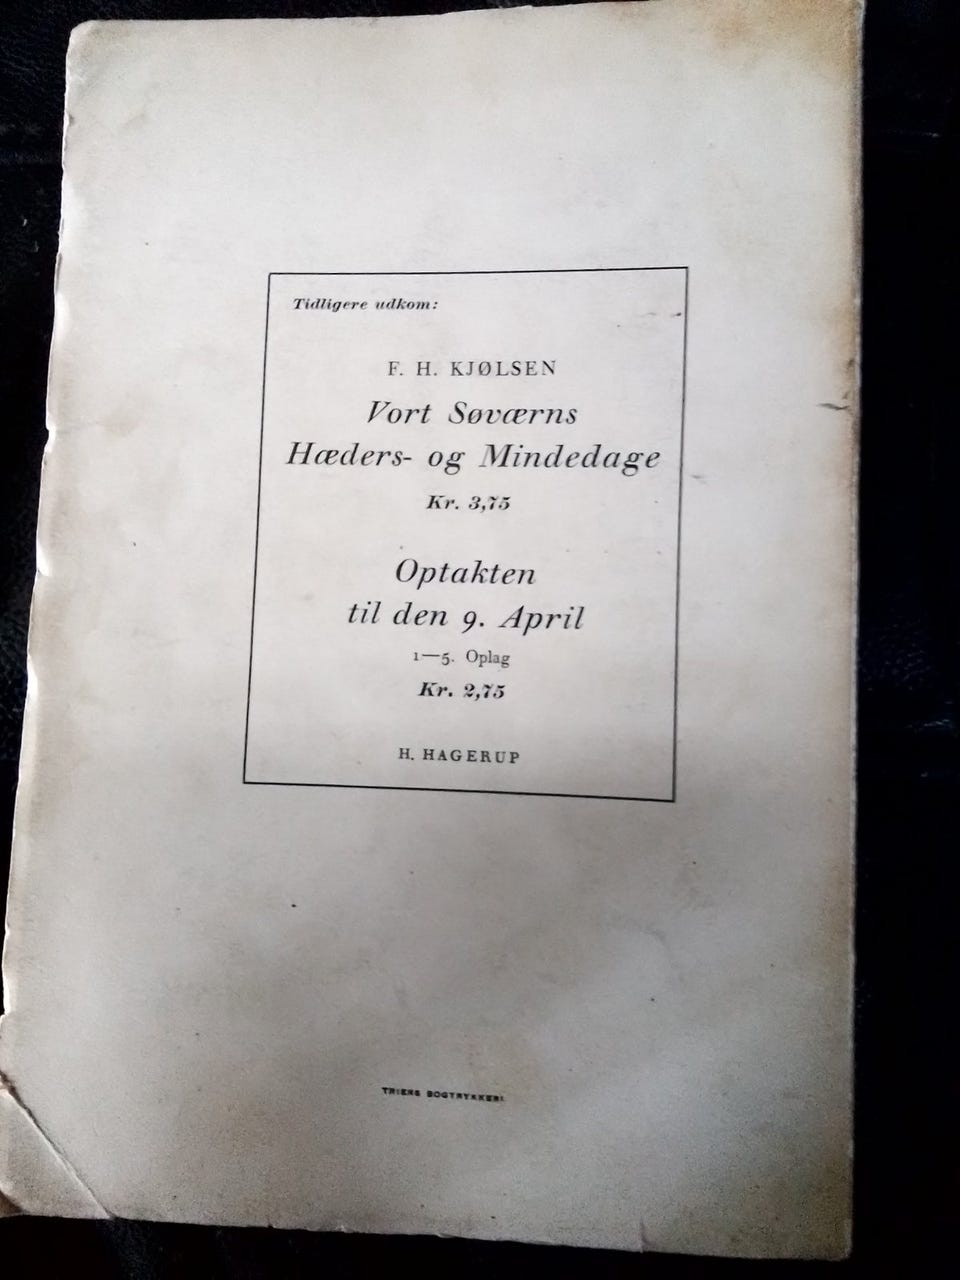 Tidligere udkom:
F. H. KJØLSEN
Vort Søværns
Hæders- og Mindedage
Kr. 3,75
Optakten
til den 9. April
1—5. Oplag
Kr. 2,75
H. HAGERUP
TRIERS BOGTRYKKERI